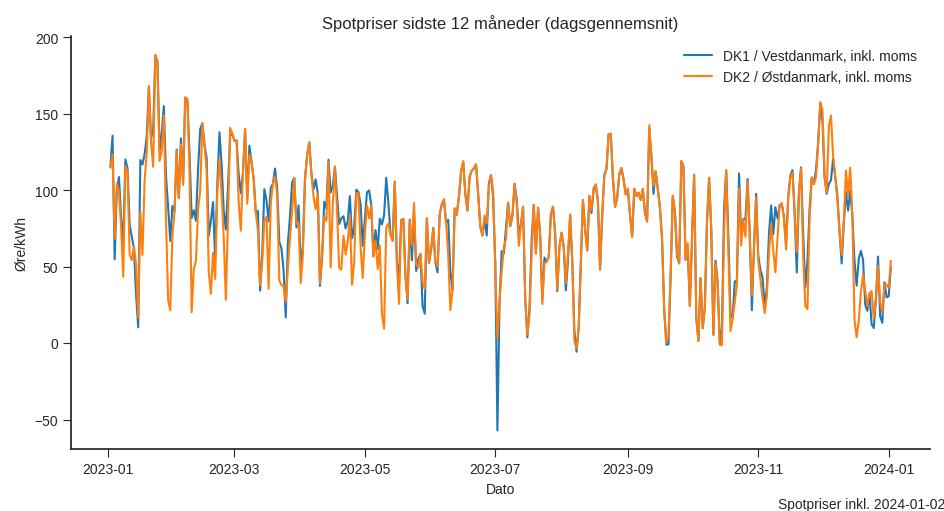 Spotpriser sidste 12 måneder (dagsgennemsnit)
DK1 / Vestdanmark, inkl. moms
DK2 / Østdanmark, inkl. moms
Øre/kWh
200
150
100
50
0
−50
2023-01
2023-03
2023-05
2023-07
2023-09
2023-11
2024-01
Dato
Spotpriser inkl. 2024-01-02